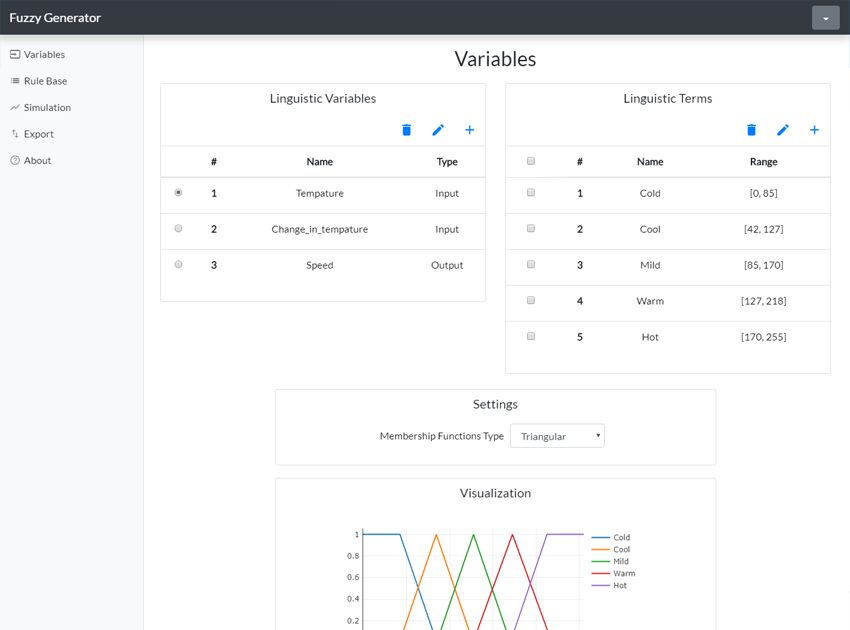 Fuzzy Generator
Variables
Rule Base
Simulation
Export
About
Variables
Linguistic Variables
# Name Type
1 Tempature Input
2 Change_in_tempature Input
3 Speed Output
Linguistic Terms
# Name Range
1 Cold [0, 85]
2 Cool [42, 127]
3 Mild [85, 170]
4 Warm [127, 218]
5 Hot [170, 255]
Settings
Membership Functions Type Triangular
Visualization
1
0.8
0.6
0.4
0.2
Cold
Cool
Mild
Warm
Hot